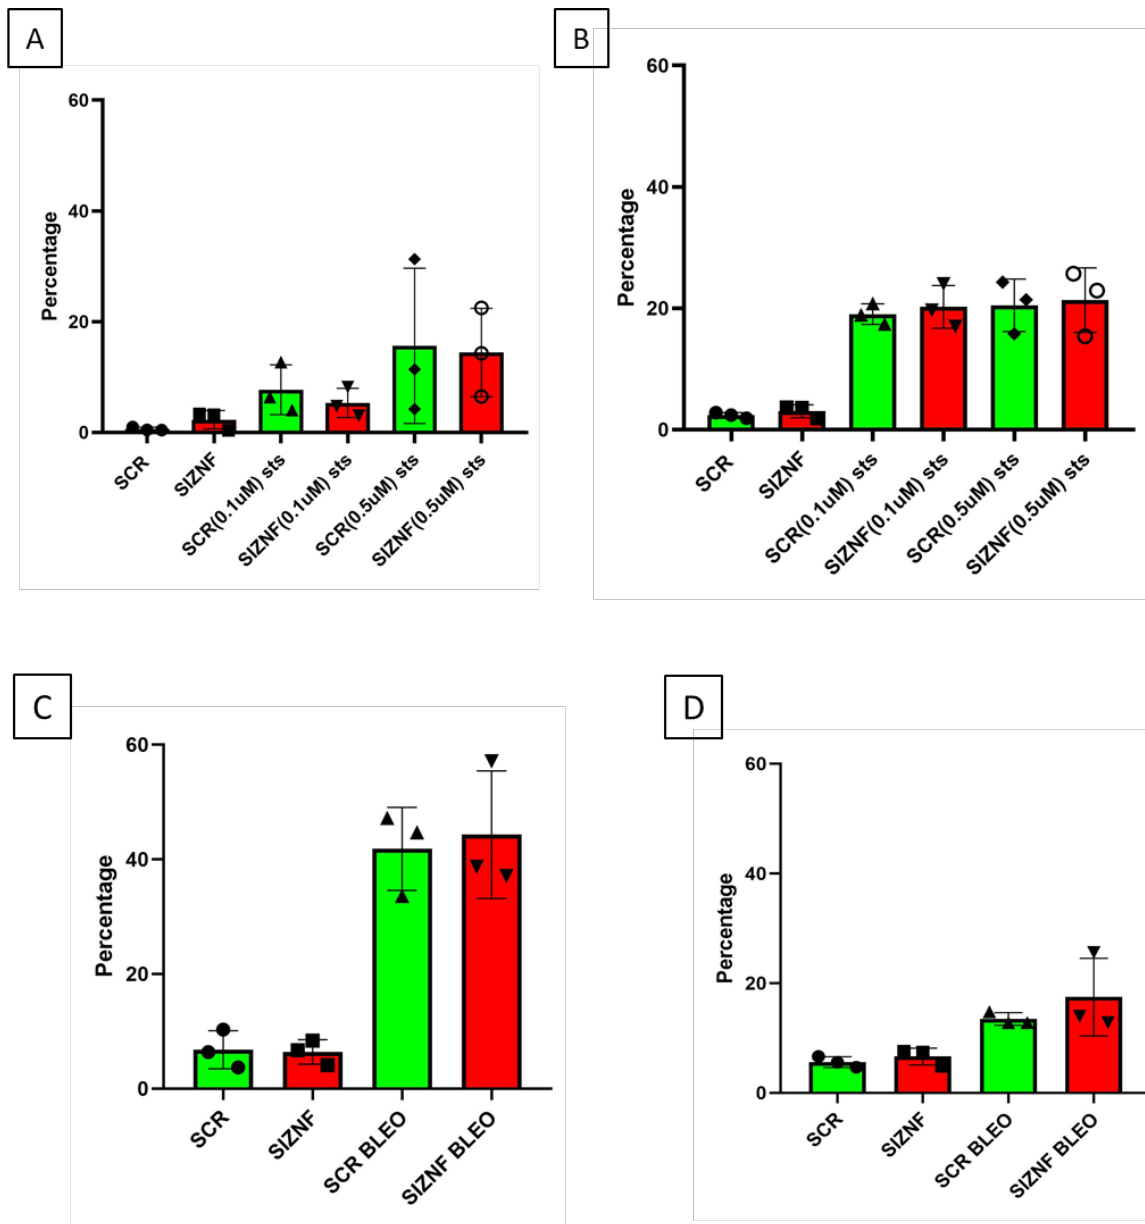 A
60
40
20
0
Percentage
SCR
SIZNF
SCR(0.1uM) sts
SIZNF(0.1uM) sts
SCR(0.5uM) sts
SIZNF(0.5uM) sts
B
60
40
20
0
Percentage
SCR
SIZNF
SCR(0.1uM) sts
SIZNF(0.1uM) sts
SCR(0.5uM) sts
SIZNF(0.5uM) sts
C
60
40
20
0
Percentage
SCR
SIZNF
SCR BLEO
SIZNF BLEO
D
60
40
20
0
Percentage
SCR
SIZNF
SCR BLEO
SIZNF BLEO